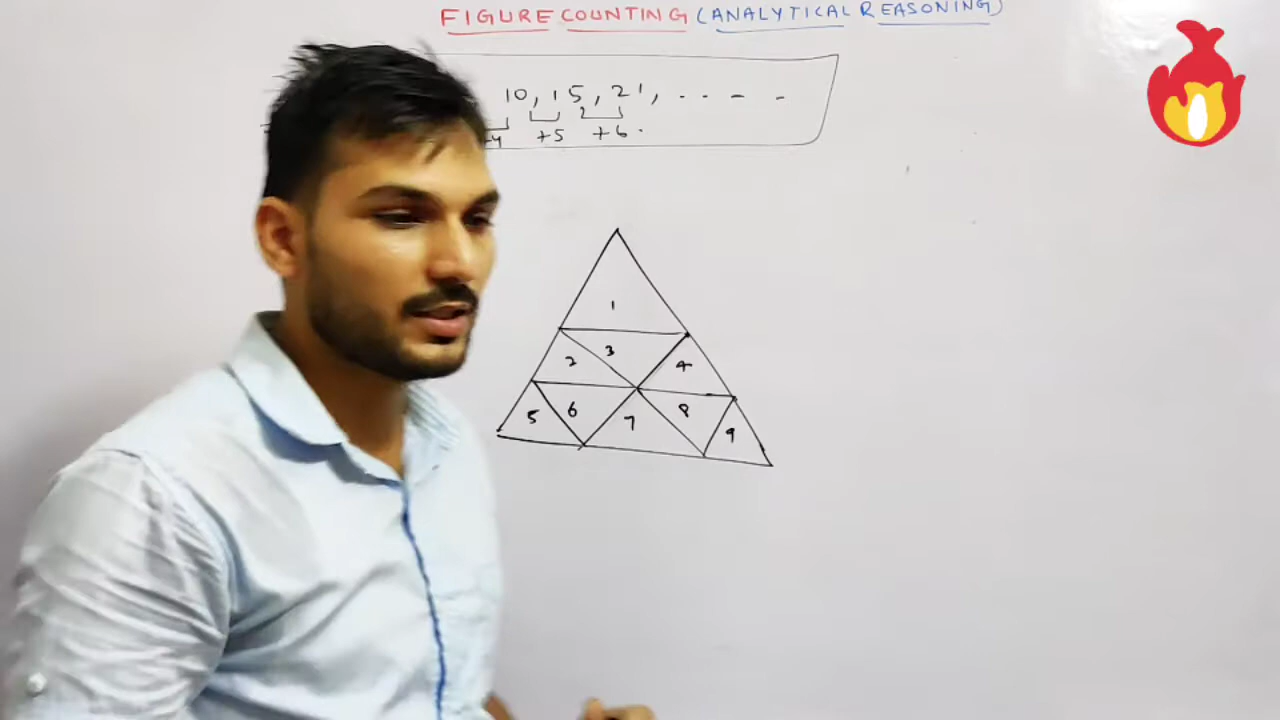 FIGURE COUNTING (ANALYTICAL REASONING)
10, 15, 21, . . - -
+5 +6.
1
2 3 4
5 6 7 8 9